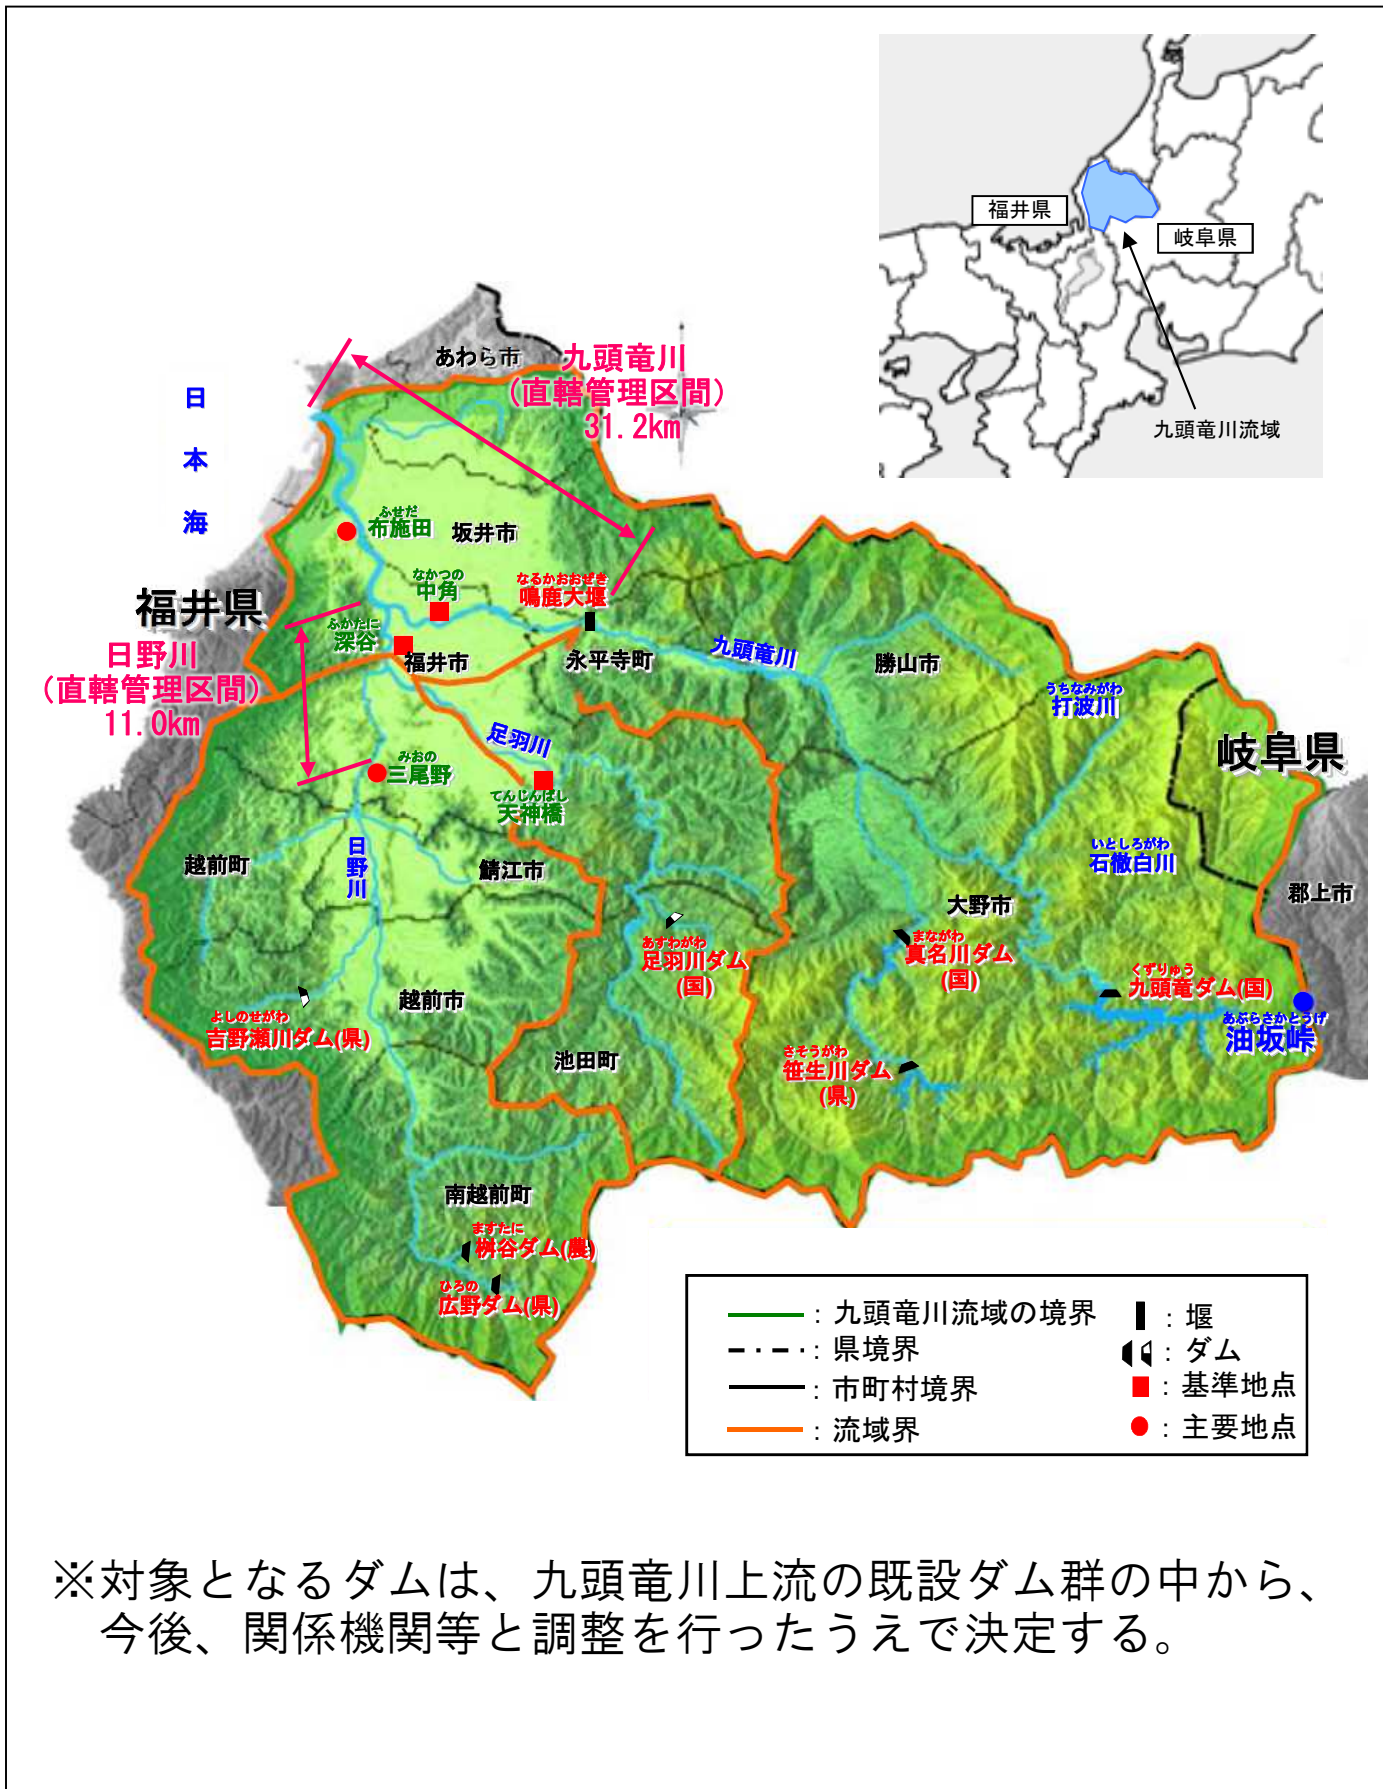 福井県
岐阜県
九頭竜川流域
あわら市
九頭竜川
(直轄管理区間)
31.2km
日
本
海
ふせだ
布施田
坂井市
なかつの
中角
なるかおおぜき
鳴鹿大堰
福井県
ふかたに
深谷
福井市
永平寺町
九頭竜川
勝山市
日野川
(直轄管理区間)
11.0km
うちなみがわ
打波川
岐阜県
足羽川
みおの
三尾野
てんじんばし
天神橋
日野川
越前町
鯖江市
いとしろがわ
石徹白川
郡上市
大野市
あすわがわ
足羽川ダム
(国)
まながわ
真名川ダム
(国)
くずりゅう
九頭竜ダム(国)
あぶらさかとうげ
油坂峠
越前市
よしのせがわ
吉野瀬川ダム(県)
池田町
さそうがわ
笹生川ダム
(県)
南越前町
ますたに
桝谷ダム(農)
ひろの
広野ダム(県)
：九頭竜川流域の境界
：県境界
：市町村境界
：流域界
：堰
：ダム
：基準地点
：主要地点
※対象となるダムは、九頭竜川上流の既設ダム群の中から、
今後、関係機関等と調整を行ったうえで決定する。